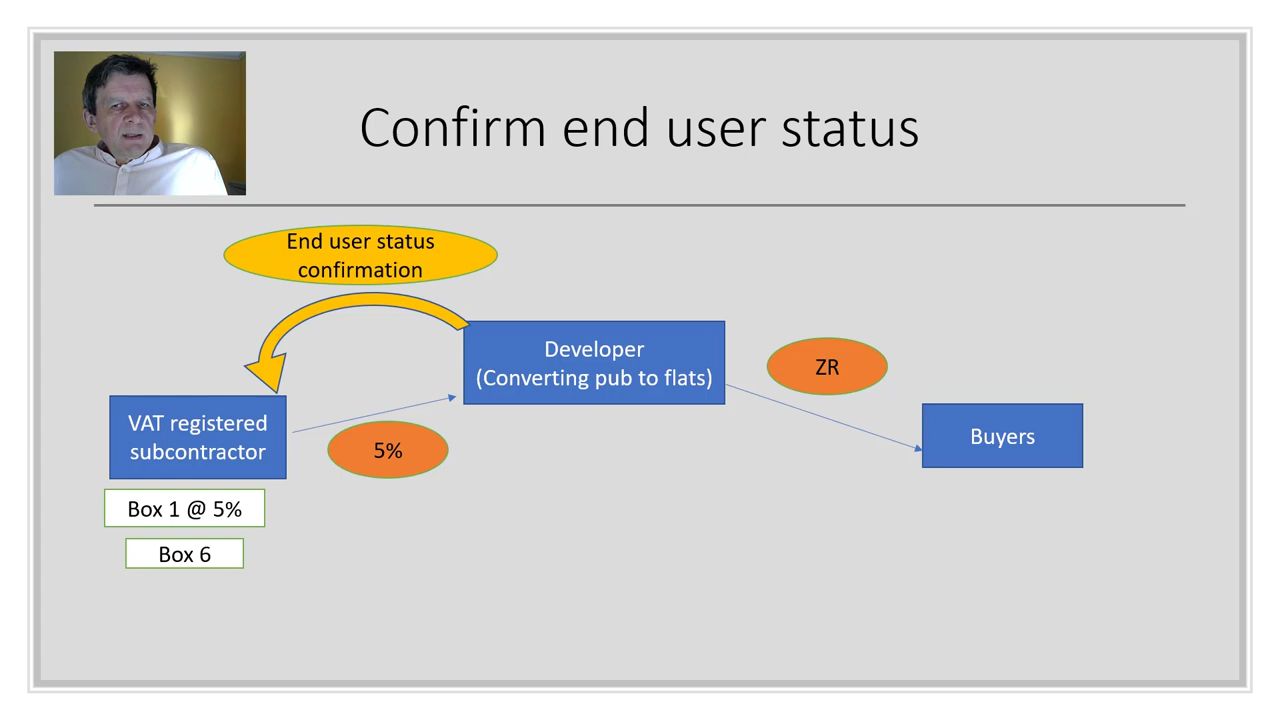 Confirm end user status
End user status
confirmation
Developer
(Converting pub to flats)
ZR
VAT registered
subcontractor
5%
Buyers
Box 1 @ 5%
Box 6